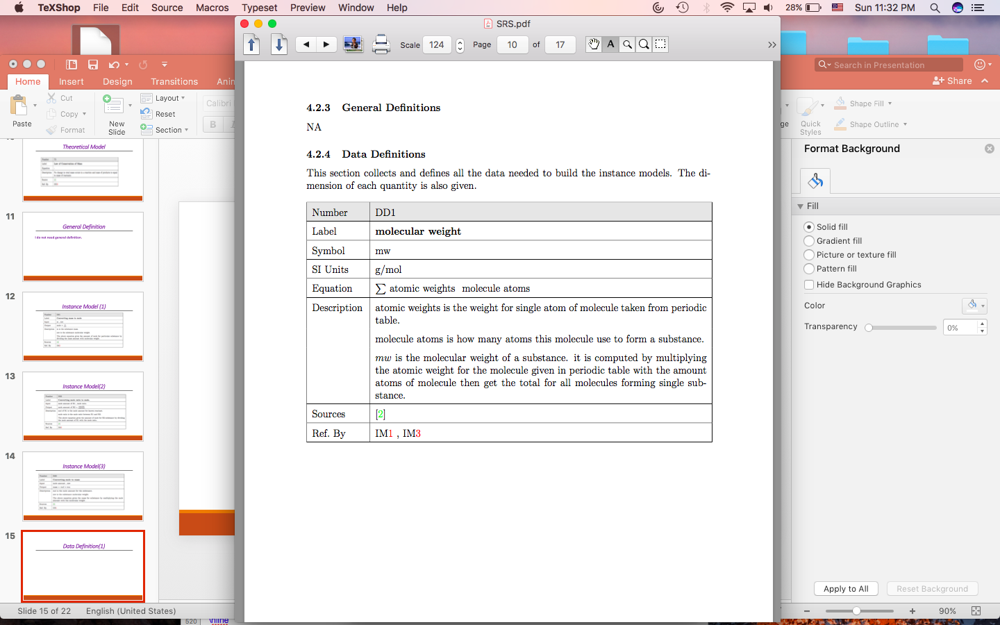 TeXShop File Edit Source Macros Typeset Preview Window Help 28% Sun 11:32 PM
SRS.pdf
Scale 124 Page 10 of 17
Search in Presentation
Home Insert Design Transitions Ani
Share
Paste
Cut
Copy
Format
New
Slide
Layout
Reset
Section
Calibri
B I
ge
Quick
Styles
Shape Fill
Shape Outline
Theoretical Model
11
General Definition
I do not need general definition.
12
Instance Model (1)
13
Instance Model(2)
14
Instance Model(3)
15
Data Definition(1)
4.2.3 General Definitions
NA
4.2.4 Data Definitions
This section collects and defines all the data needed to build the instance models. The di-
mension of each quantity is also given.
Number DD1
Label molecular weight
Symbol mw
SI Units g/mol
Equation ∑ atomic weights molecule atoms
Description atomic weights is the weight for single atom of molecule taken from periodic
table.
molecule atoms is how many atoms this molecule use to form a substance.
mw is the molecular weight of a substance. it is computed by multiplying
the atomic weight for the molecule given in periodic table with the amount
atoms of molecule then get the total for all molecules forming single sub-
stance.
Sources [2]
Ref. By IM1 , IM3
Format Background
Fill
Solid fill
Gradient fill
Picture or texture fill
Pattern fill
Hide Background Graphics
Color
Transparency 0%
Apply to All Reset Background
Slide 15 of 22 English (United States)
90%
520 \hline